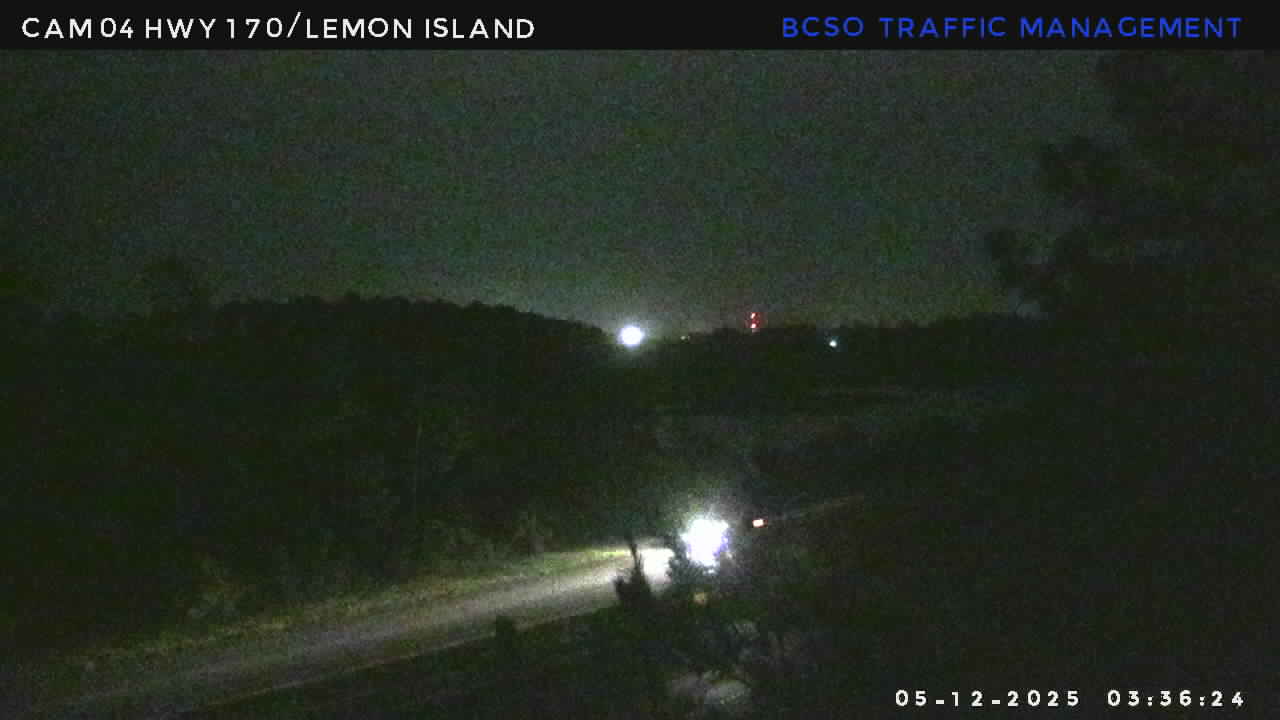 CAM04 HWY 170/LEMON ISLAND
BCSO TRAFFIC MANAGEMENT
05-12-2025 03:36:24